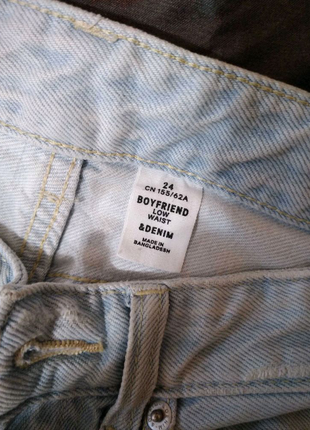 24
CN 155/62A
BOYFRIEND
LOW
WAIST
&DENIM
MADE IN
BANGLADESH